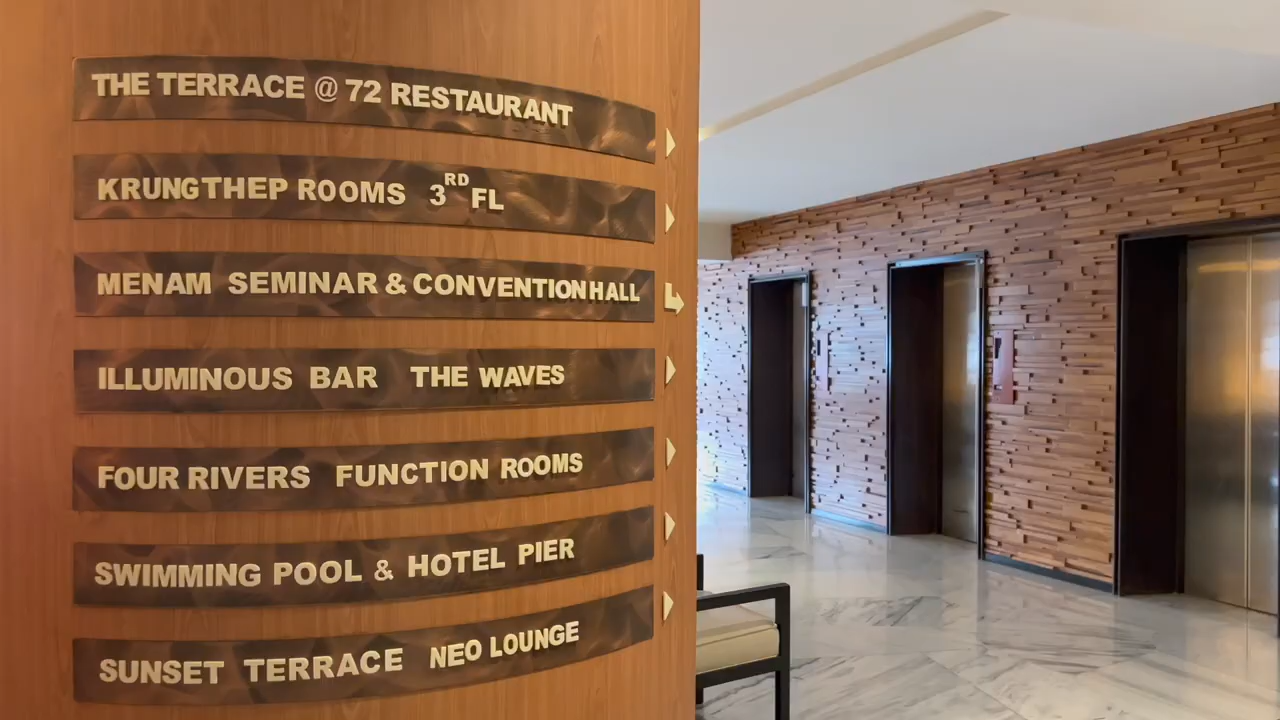 THE TERRACE @ 72 RESTAURANT
KRUNGTHEP ROOMS 3RD FL
MENAM SEMINAR & CONVENTION HALL
ILLUMINOUS BAR THE WAVES
FOUR RIVERS FUNCTION ROOMS
SWIMMING POOL & HOTEL PIER
SUNSET TERRACE NEO LOUNGE